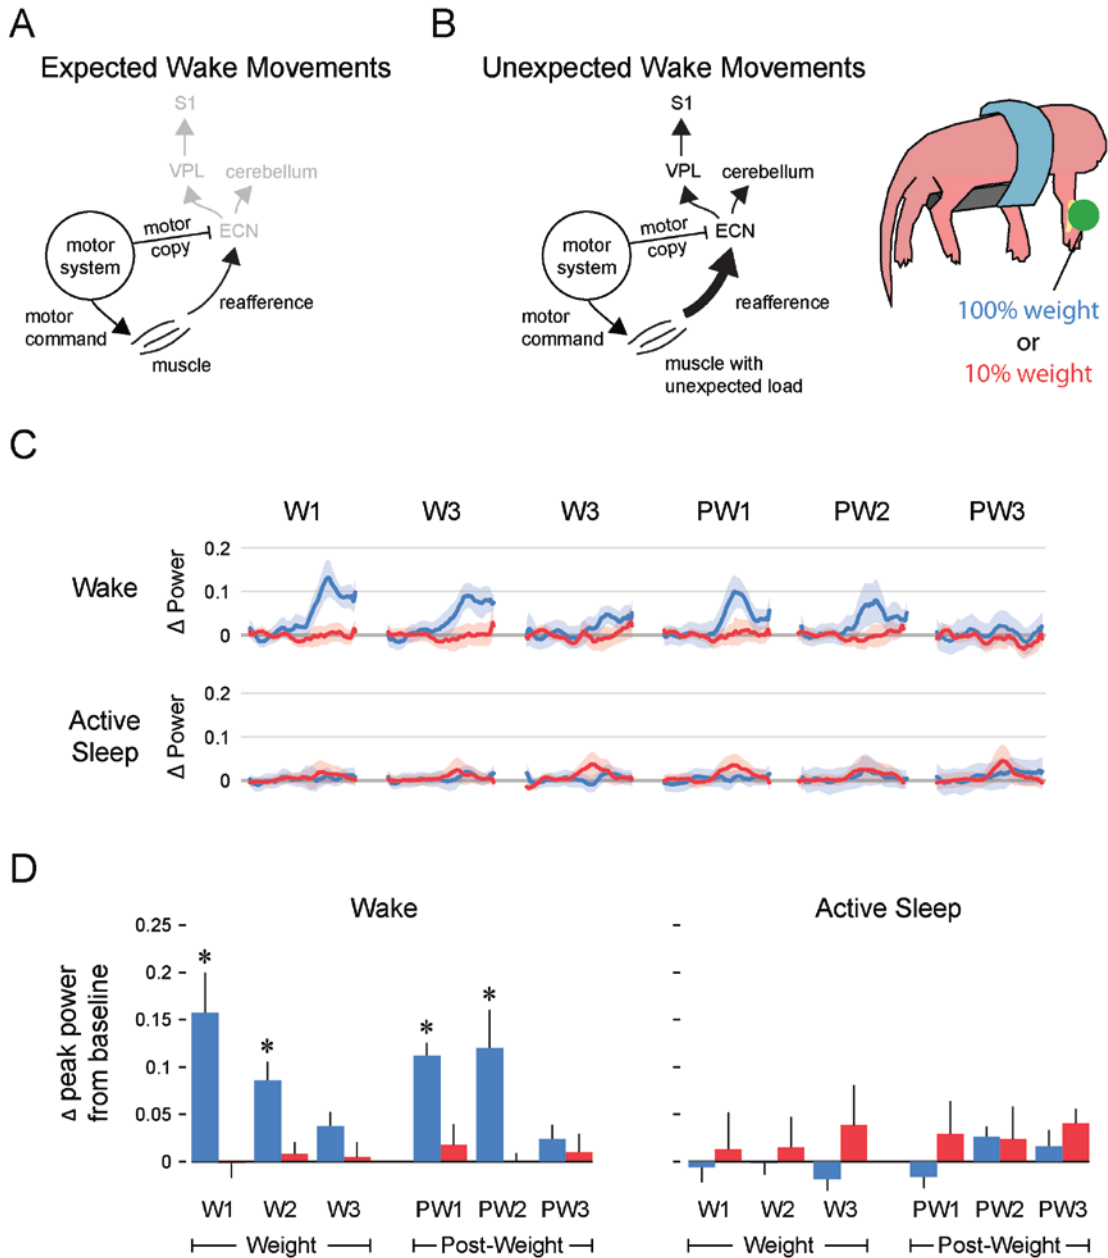 A
Expected Wake Movements
S1
VPL
cerebellum
motor
copy
ECN
motor
system
reafference
motor
command
muscle
B
Unexpected Wake Movements
S1
VPL
cerebellum
motor
copy
ECN
motor
system
reafference
motor
command
muscle with
unexpected load
100% weight
or
10% weight
C
W1 W3 W3 PW1 PW2 PW3
Wake
Δ Power
0.2
0.1
0
Active
Sleep
Δ Power
0.2
0.1
0
D
Wake
Δ peak power
from baseline
0.25
0.2
0.15
0.1
0.05
0
* * * *
W1 W2 W3 PW1 PW2 PW3
Weight Post-Weight
Active Sleep
W1 W2 W3 PW1 PW2 PW3
Weight Post-Weight